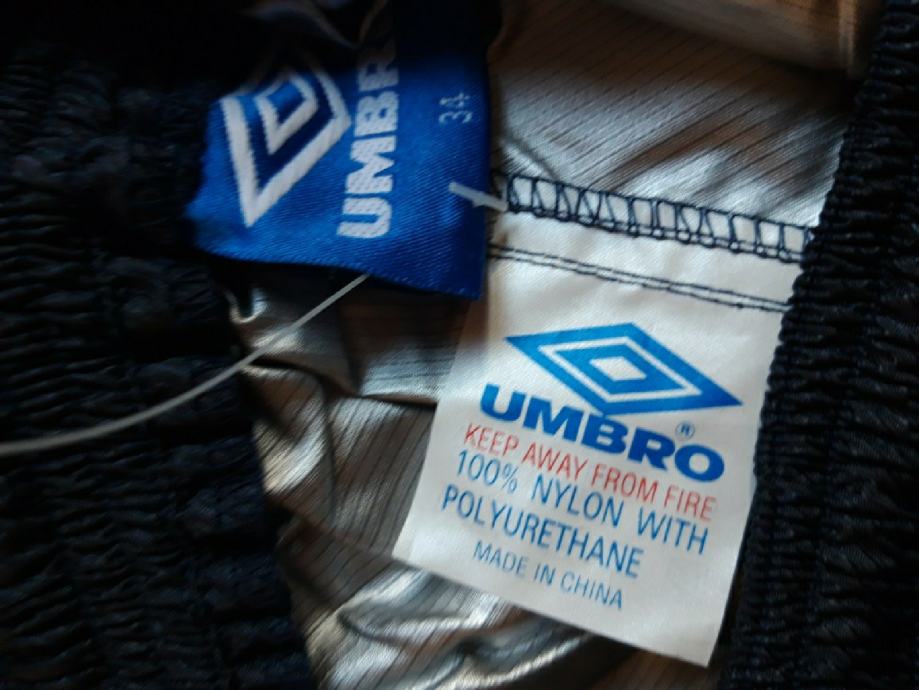 UMBRO
34
UMBRO®
KEEP AWAY FROM FIRE
100% NYLON WITH
POLYURETHANE
MADE IN CHINA